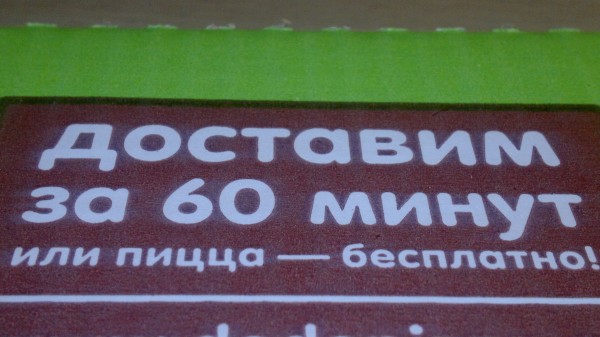 доставим
за 60 минут
или пицца — бесплатно!